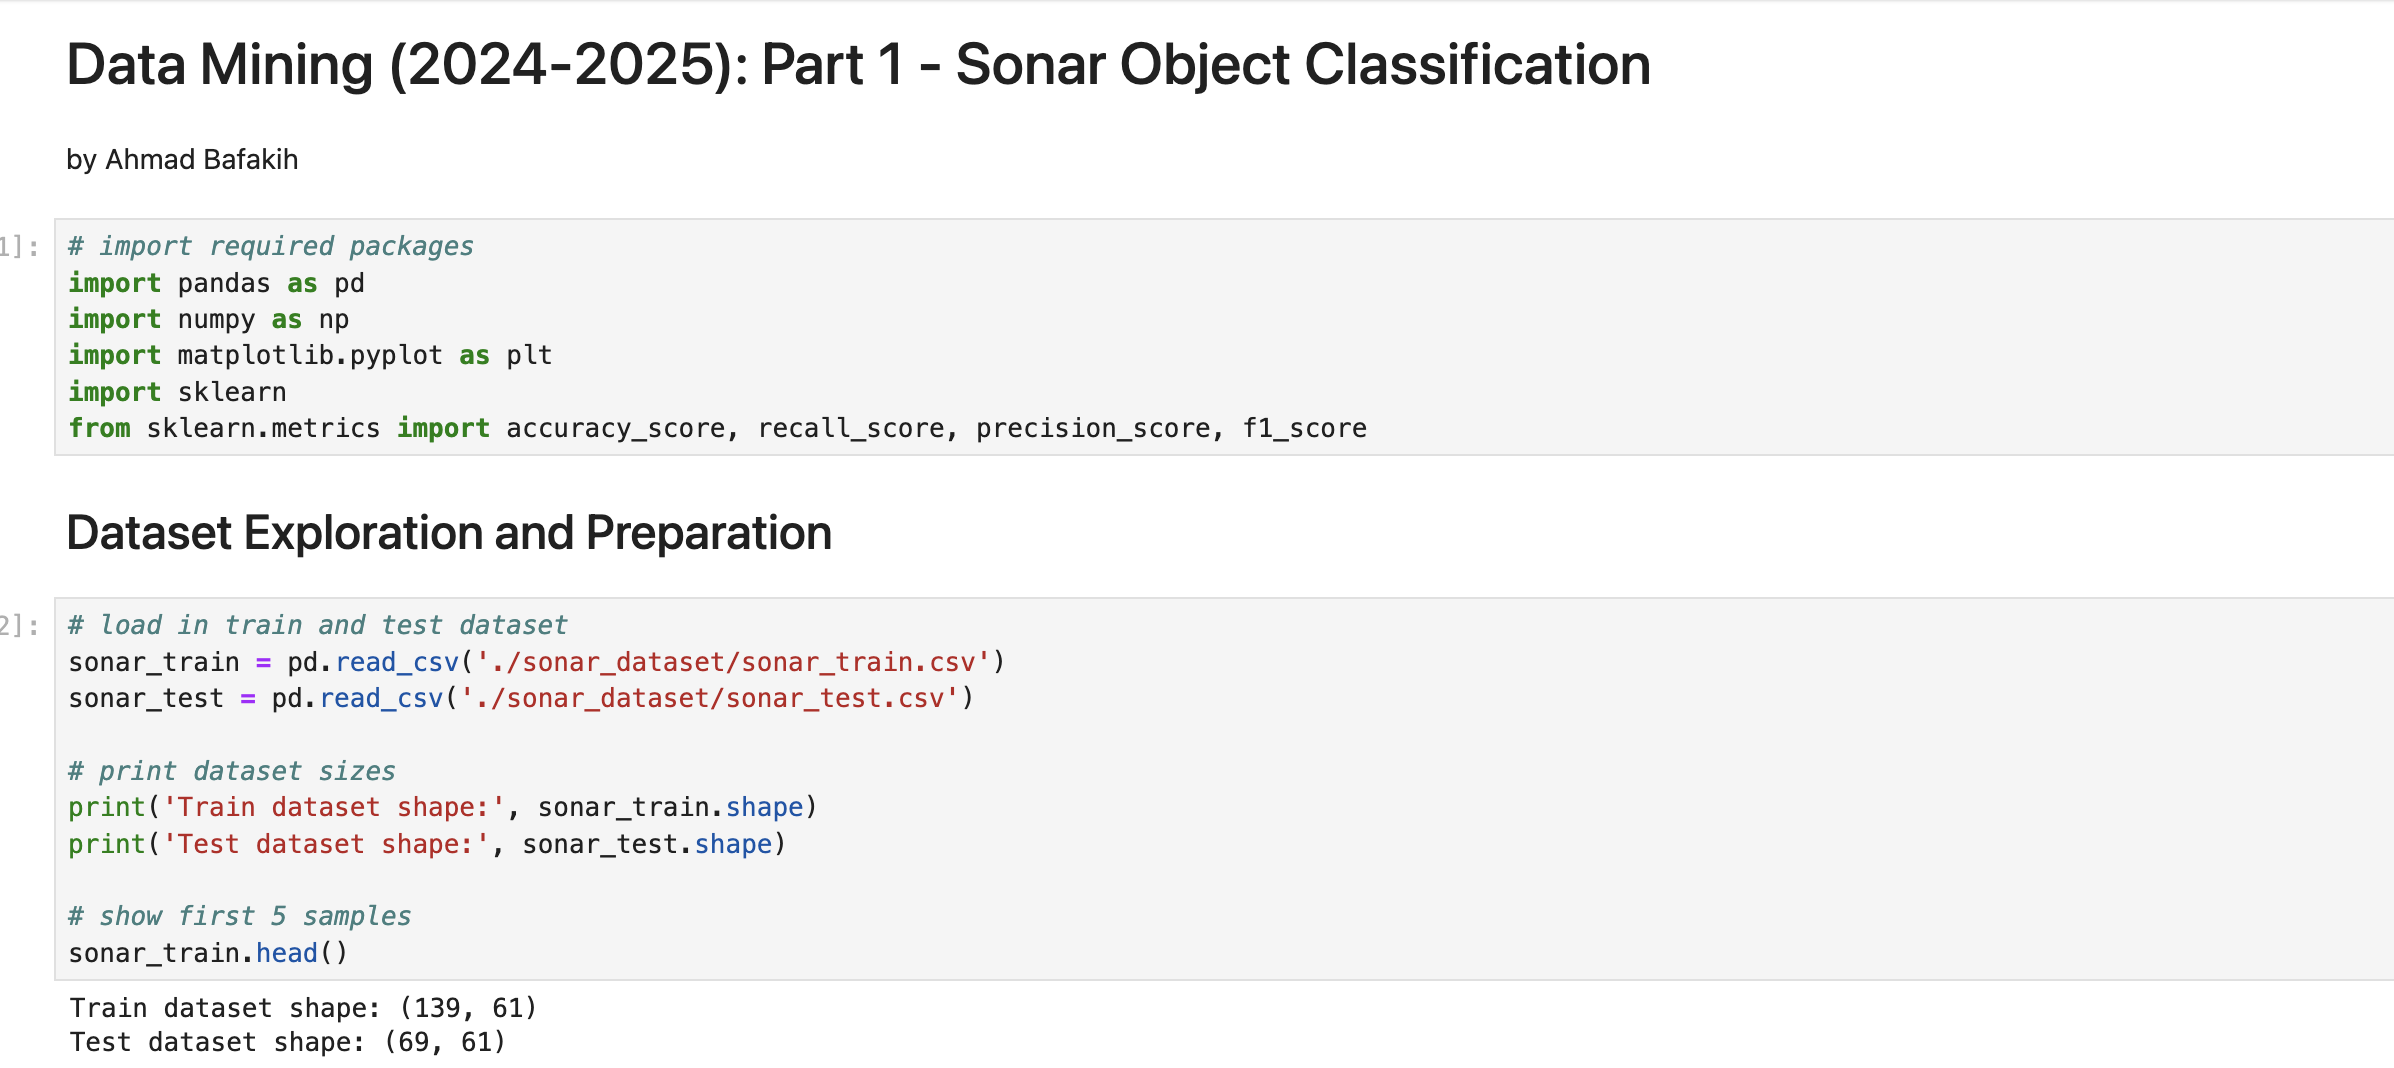 Data Mining (2024-2025): Part 1 - Sonar Object Classification
by Ahmad Bafakih
1]:
# import required packages
import pandas as pd
import numpy as np
import matplotlib.pyplot as plt
import sklearn
from sklearn.metrics import accuracy_score, recall_score, precision_score, f1_score
Dataset Exploration and Preparation
2]:
# load in train and test dataset
sonar_train = pd.read_csv('./sonar_dataset/sonar_train.csv')
sonar_test = pd.read_csv('./sonar_dataset/sonar_test.csv')
# print dataset sizes
print('Train dataset shape:', sonar_train.shape)
print('Test dataset shape:', sonar_test.shape)
# show first 5 samples
sonar_train.head()
Train dataset shape: (139, 61)
Test dataset shape: (69, 61)